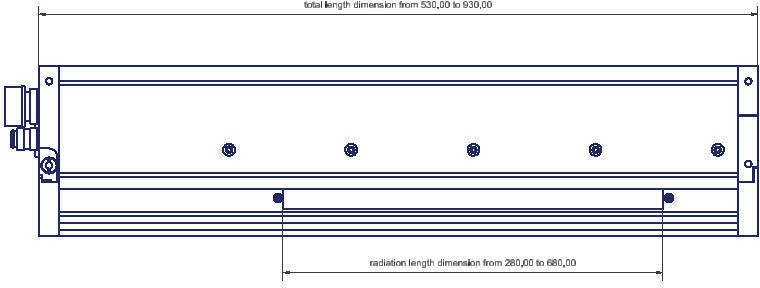 total length dimension from 530,00 to 930,00
radiation length dimension from 280,00 to 680,00